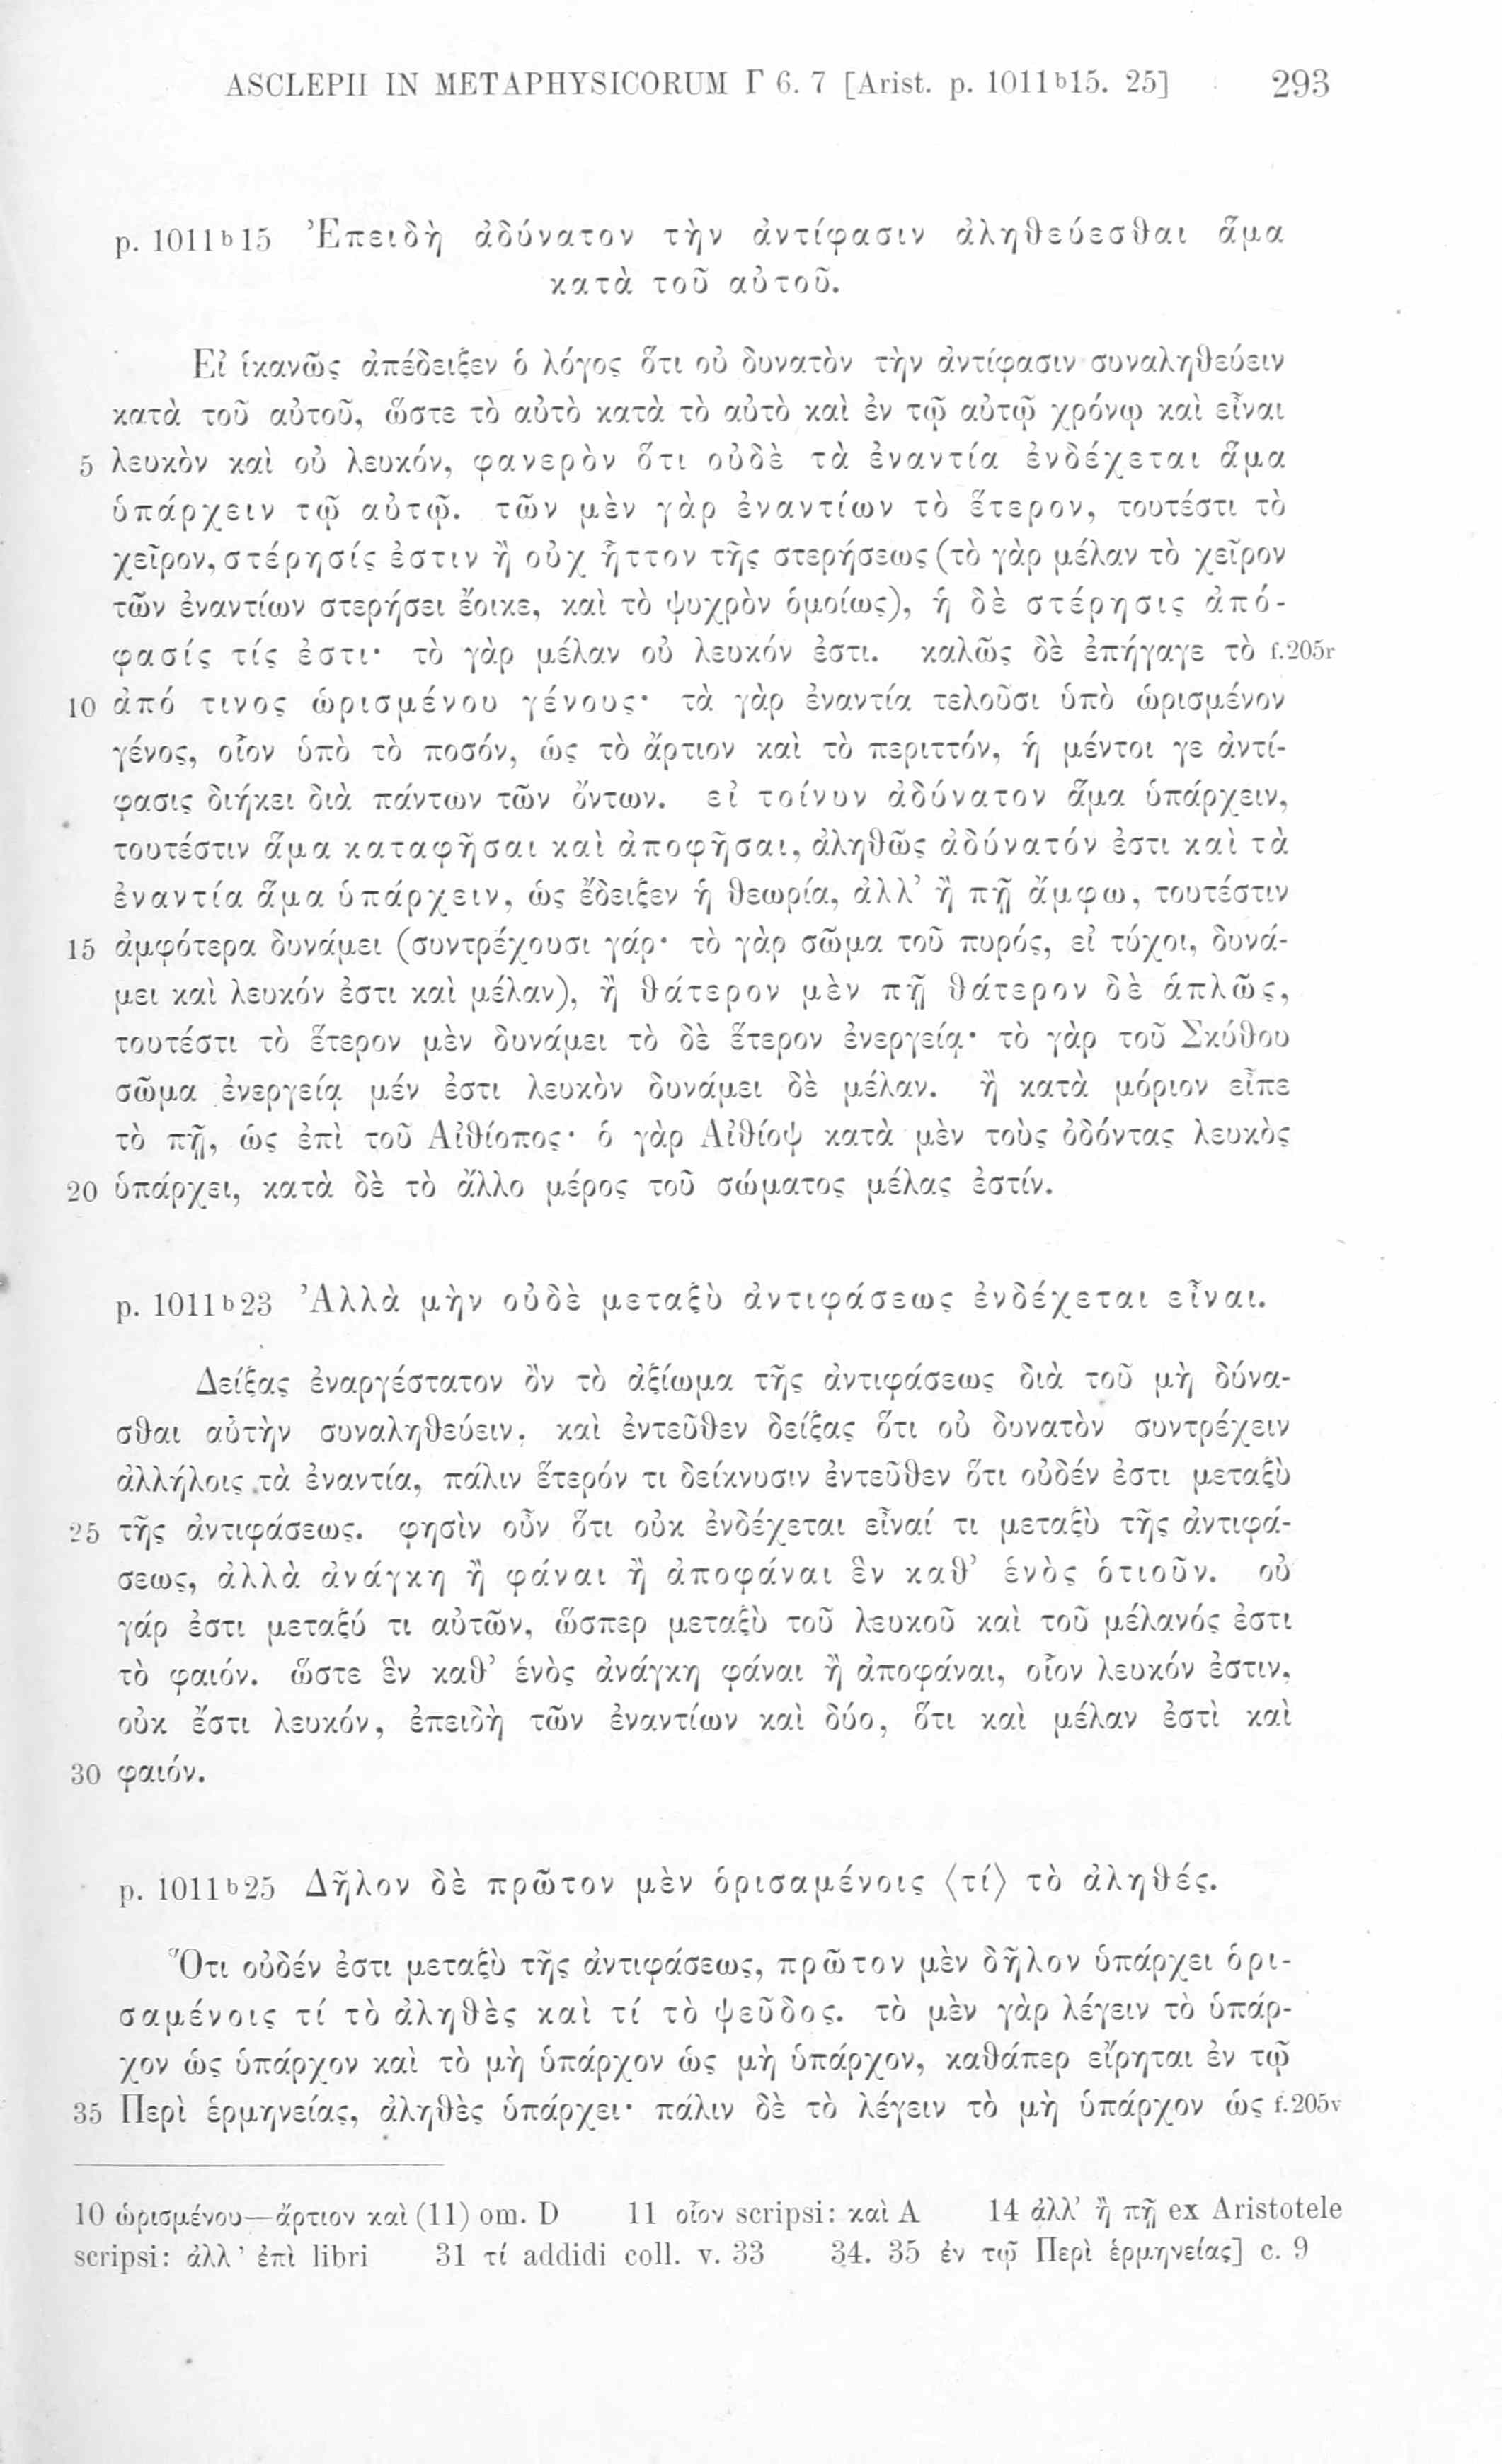 ASCLEPII IN METAPHYSICORUM Γ 6. 7 [Arist. p. 1011b15. 25] 293
p. 1011b15 Ἐπειδὴ ἀδύνατον τὴν ἀντίφασιν ἀληθεύεσθαι ἅμα
κατὰ τοῦ αὐτοῦ.
Εἰ ἱκανῶς ἀπέδειξεν ὁ λόγος ὅτι οὐ δυνατὸν τὴν ἀντίφασιν συναληθεύειν
κατὰ τοῦ αὐτοῦ, ὥστε τὸ αὐτὸ κατὰ τὸ αὐτὸ καὶ ἐν τῷ αὐτῷ χρόνῳ καὶ εἶναι
5 λευκὸν καὶ οὐ λευκόν, φανερὸν ὅτι οὐδὲ τὰ ἐναντία ἐνδέχεται ἅμα
ὑπάρχειν τῷ αὐτῷ. τῶν μὲν γὰρ ἐναντίων τὸ ἕτερον, τουτέστι τὸ
χεῖρον, στέρησίς ἐστιν ἢ οὐχ ἧττον τῆς στερήσεως (τὸ γὰρ μέλαν τὸ χεῖρον
τῶν ἐναντίων στερήσει ἔοικε, καὶ τὸ ψυχρὸν ὁμοίως), ἡ δὲ στέρησις ἀπό-
φασίς τίς ἐστι· τὸ γὰρ μέλαν οὐ λευκόν ἐστι. καλῶς δὲ ἐπήγαγε τὸ f.205r
10 ἀπό τινος ὡρισμένου γένους· τὰ γὰρ ἐναντία τελοῦσι ὑπὸ ὡρισμένον
γένος, οἷον ὑπὸ τὸ ποσόν, ὡς τὸ ἄρτιον καὶ τὸ περιττόν, ἡ μέντοι γε ἀντί-
φασις διήκει διὰ πάντων τῶν ὄντων. εἰ τοίνυν ἀδύνατον ἅμα ὑπάρχειν,
τουτέστιν ἅμα καταφῆσαι καὶ ἀποφῆσαι, ἀληθῶς ἀδύνατόν ἐστι καὶ τὰ
ἐναντία ἅμα ὑπάρχειν, ὡς ἔδειξεν ἡ θεωρία, ἀλλ’ ἢ πῇ ἄμφω, τουτέστιν
15 ἀμφότερα δυνάμει (συντρέχουσι γάρ· τὸ γὰρ σῶμα τοῦ πυρός, εἰ τύχοι, δυνά-
μει καὶ λευκόν ἐστι καὶ μέλαν), ἢ θάτερον μὲν πῇ θάτερον δὲ ἁπλῶς,
τουτέστι τὸ ἕτερον μὲν δυνάμει τὸ δὲ ἕτερον ἐνεργείᾳ· τὸ γὰρ τοῦ Σκύθου
σῶμα ἐνεργείᾳ μέν ἐστι λευκὸν δυνάμει δὲ μέλαν. ἢ κατὰ μόριον εἶπε
τὸ πῇ, ὡς ἐπὶ τοῦ Αἰθίοπος· ὁ γὰρ Αἰθίοψ κατὰ μὲν τοὺς ὀδόντας λευκὸς
20 ὑπάρχει, κατὰ δὲ τὸ ἄλλο μέρος τοῦ σώματος μέλας ἐστίν.
p. 1011b23 Ἀλλὰ μὴν οὐδὲ μεταξὺ ἀντιφάσεως ἐνδέχεται εἶναι.
Δείξας ἐναργέστατον ὂν τὸ ἀξίωμα τῆς ἀντιφάσεως διὰ τοῦ μὴ δύνα-
σθαι αὐτὴν συναληθεύειν, καὶ ἐντεῦθεν δείξας ὅτι οὐ δυνατὸν συντρέχειν
ἀλλήλοις τὰ ἐναντία, πάλιν ἕτερόν τι δείκνυσιν ἐντεῦθεν ὅτι οὐδέν ἐστι μεταξὺ
25 τῆς ἀντιφάσεως. φησὶν οὖν ὅτι οὐκ ἐνδέχεται εἶναί τι μεταξὺ τῆς ἀντιφά-
σεως, ἀλλὰ ἀνάγκη ἢ φάναι ἢ ἀποφάναι ἓν καθ’ ἑνὸς ὁτιοῦν. οὐ
γάρ ἐστι μεταξύ τι αὐτῶν, ὥσπερ μεταξὺ τοῦ λευκοῦ καὶ τοῦ μέλανός ἐστι
τὸ φαιόν. ὥστε ἓν καθ’ ἑνὸς ἀνάγκη φάναι ἢ ἀποφάναι, οἷον λευκόν ἐστιν,
οὐκ ἔστι λευκόν, ἐπειδὴ τῶν ἐναντίων καὶ δύο, ὅτι καὶ μέλαν ἐστὶ καὶ
30 φαιόν.
p. 1011b25 Δῆλον δὲ πρῶτον μὲν ὁρισαμένοις ⟨τί⟩ τὸ ἀληθές.
Ὅτι οὐδέν ἐστι μεταξὺ τῆς ἀντιφάσεως, πρῶτον μὲν δῆλον ὑπάρχει ὁρι-
σαμένοις τί τὸ ἀληθὲς καὶ τί τὸ ψεῦδος. τὸ μὲν γὰρ λέγειν τὸ ὑπάρ-
χον ὡς ὑπάρχον καὶ τὸ μὴ ὑπάρχον ὡς μὴ ὑπάρχον, καθάπερ εἴρηται ἐν τῷ
35 Περὶ ἑρμηνείας, ἀληθὲς ὑπάρχει· πάλιν δὲ τὸ λέγειν τὸ μὴ ὑπάρχον ὡς f.205v
10 ὡρισμένου—ἄρτιον καὶ (11) om. D 11 οἷον scripsi: καὶ A 14 ἀλλ’ ἢ πῇ ex Aristotele
scripsi: ἀλλ’ ἐπὶ libri 31 τί addidi coll. v. 33 34. 35 ἐν τῷ Περὶ ἑρμηνείας] c. 9